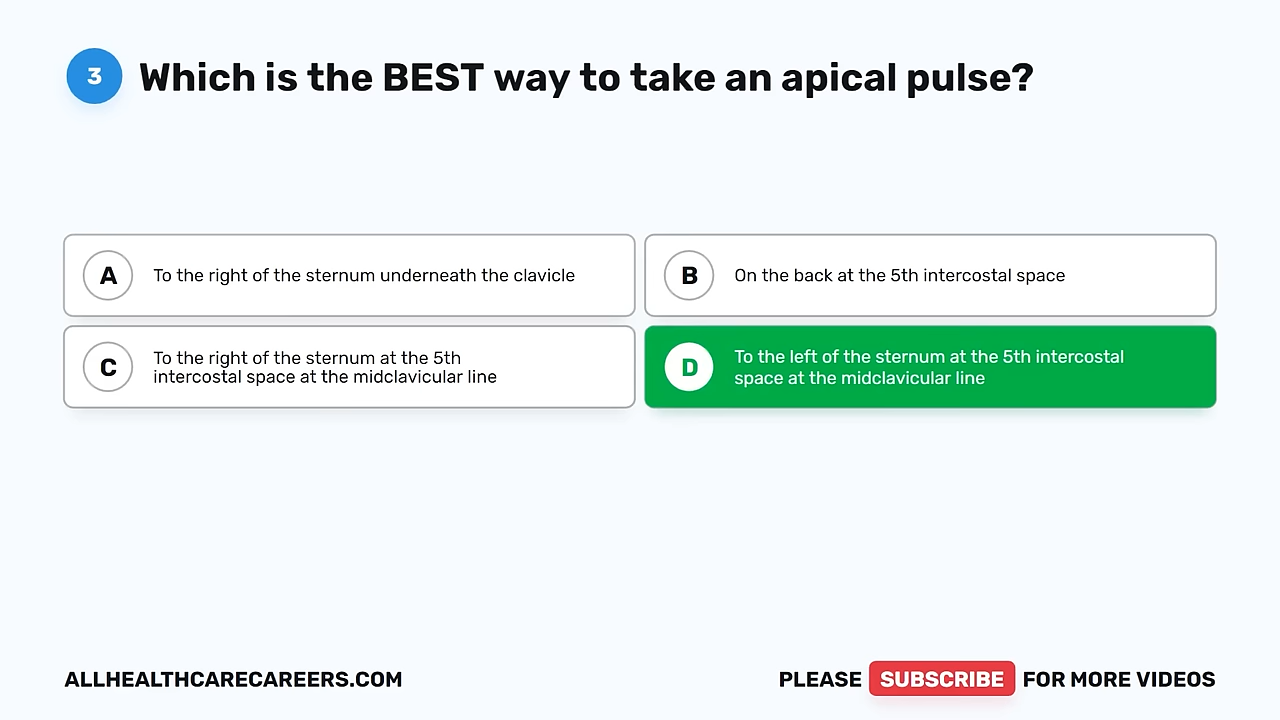 3
Which is the BEST way to take an apical pulse?
A
To the right of the sternum underneath the clavicle
B
On the back at the 5th intercostal space
C
To the right of the sternum at the 5th
intercostal space at the midclavicular line
D
To the left of the sternum at the 5th intercostal
space at the midclavicular line
ALLHEALTHCARECAREERS.COM
PLEASE SUBSCRIBE FOR MORE VIDEOS